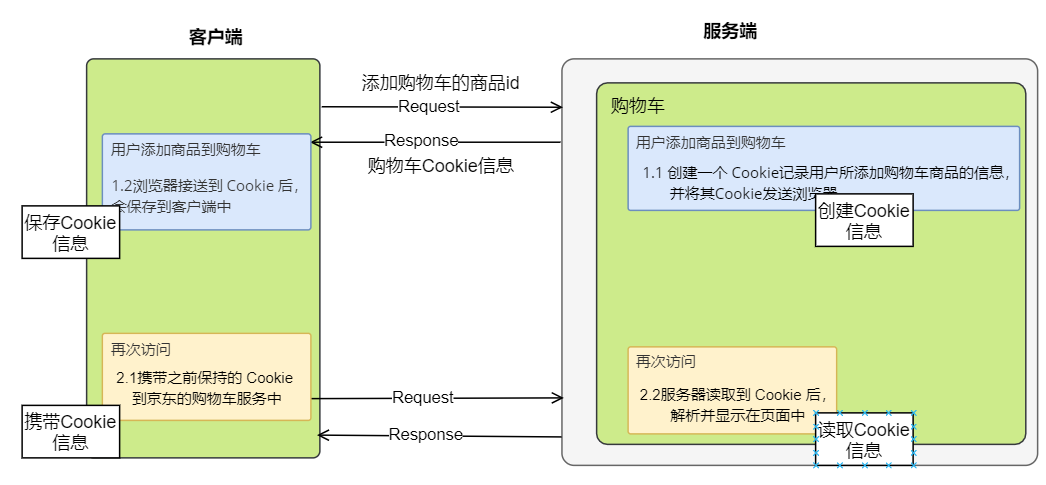 客户端
服务端
添加购物车的商品id
Request
Response
购物车Cookie信息
购物车
用户添加商品到购物车
1.2浏览器接送到 Cookie 后，
会保存到客户端中
保存Cookie
信息
用户添加商品到购物车
1.1 创建一个 Cookie记录用户所添加购物车商品的信息，
并将其Cookie发送浏览器
创建Cookie
信息
再次访问
2.1携带之前保持的 Cookie
到京东的购物车服务中
携带Cookie
信息
Request
Response
再次访问
2.2服务器读取到 Cookie 后，
解析并显示在页面中
读取Cookie
信息